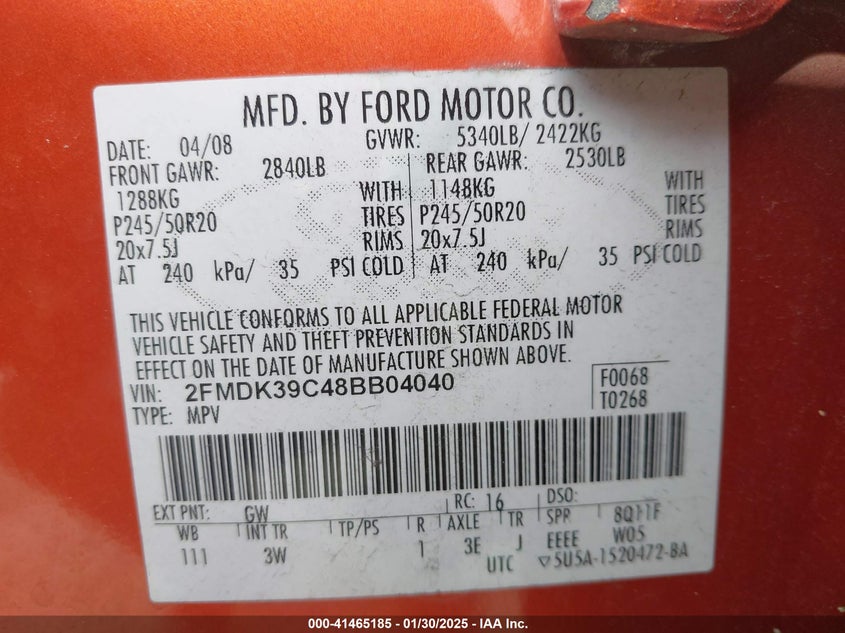 MFD. BY FORD MOTOR CO.
DATE: 04/08 GVWR: 5340LB/ 2422KG
FRONT GAWR: 2840LB REAR GAWR: 2530LB
1288KG WITH 1148KG WITH
P245/50R20 TIRES P245/50R20 TIRES
20x7.5J RIMS 20x7.5J RIMS
AT 240 kPa/ 35 PSI COLD AT 240 kPa/ 35 PSI COLD
THIS VEHICLE CONFORMS TO ALL APPLICABLE FEDERAL MOTOR
VEHICLE SAFETY AND THEFT PREVENTION STANDARDS IN
EFFECT ON THE DATE OF MANUFACTURE SHOWN ABOVE.
VIN: 2FMDK39C48BB04040 F0068
TYPE: MPV T0268
EXT PNT: GW RC: 16 DSO:
WB INT TR TP/PS R AXLE TR SPR 8Q11F
111 3W 1 3E J EEEE W05
UTC ▽5U5A-1520472-BA
000-41465185 - 01/30/2025 - IAA Inc.